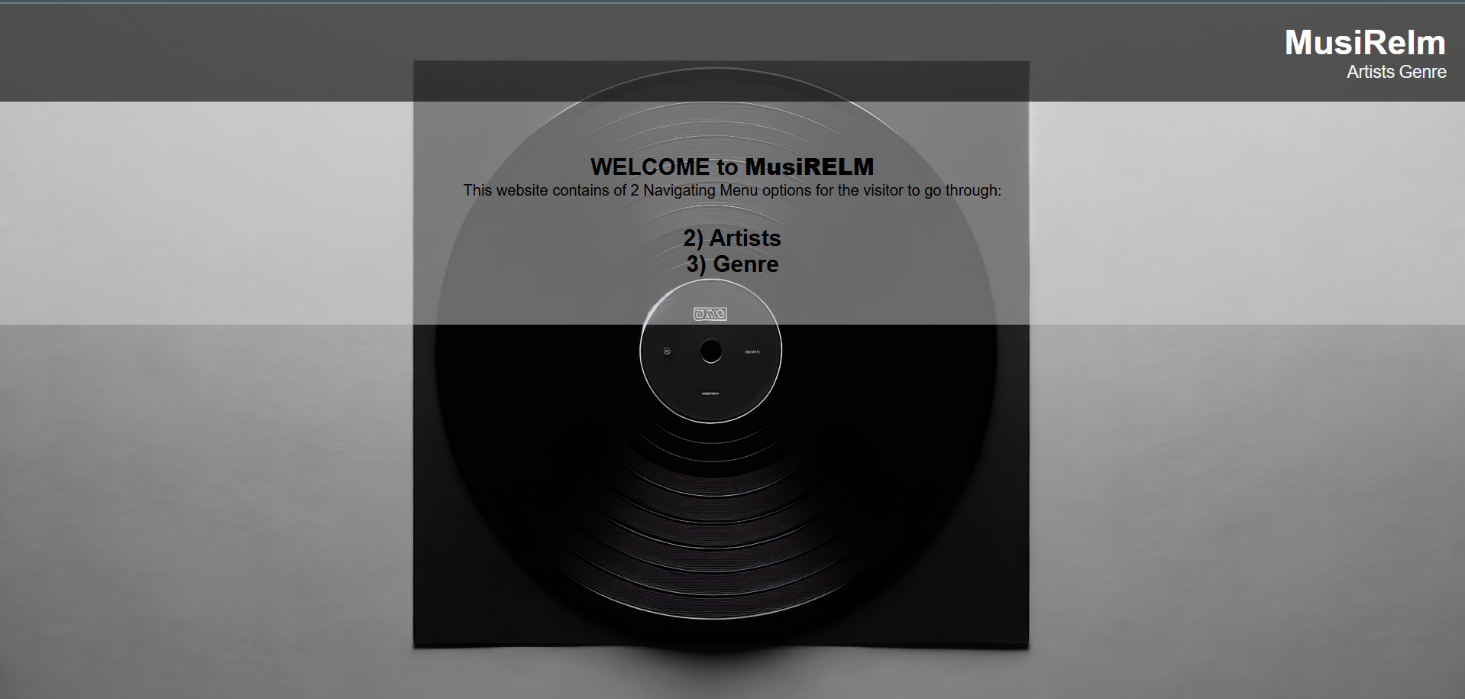 MusiRelm
Artists Genre
WELCOME to MusiRELM
This website contains of 2 Navigating Menu options for the visitor to go through:
2) Artists
3) Genre